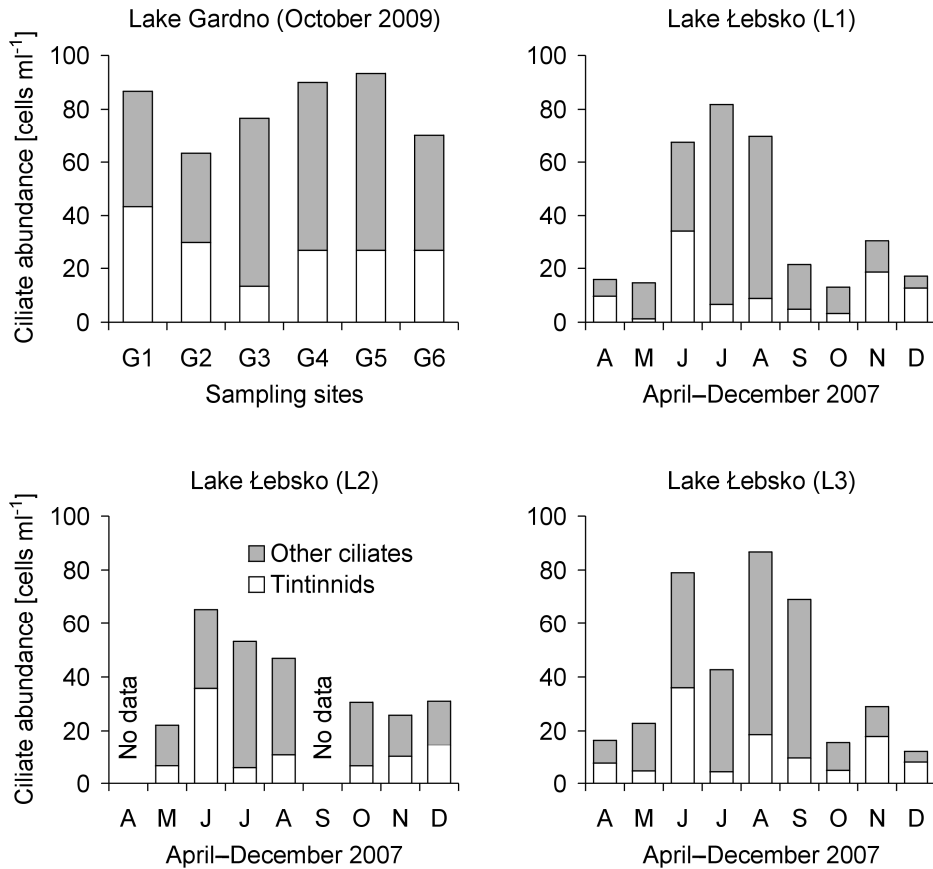 Lake Gardno (October 2009)
Ciliate abundance [cells ml⁻¹]
100
80
60
40
20
0
G1 G2 G3 G4 G5 G6
Sampling sites
Lake Łebsko (L1)
100
80
60
40
20
0
A M J J A S O N D
April–December 2007
Lake Łebsko (L2)
Ciliate abundance [cells ml⁻¹]
100
80
60
40
20
0
Other ciliates
Tintinnids
No data
No data
A M J J A S O N D
April–December 2007
Lake Łebsko (L3)
100
80
60
40
20
0
A M J J A S O N D
April–December 2007